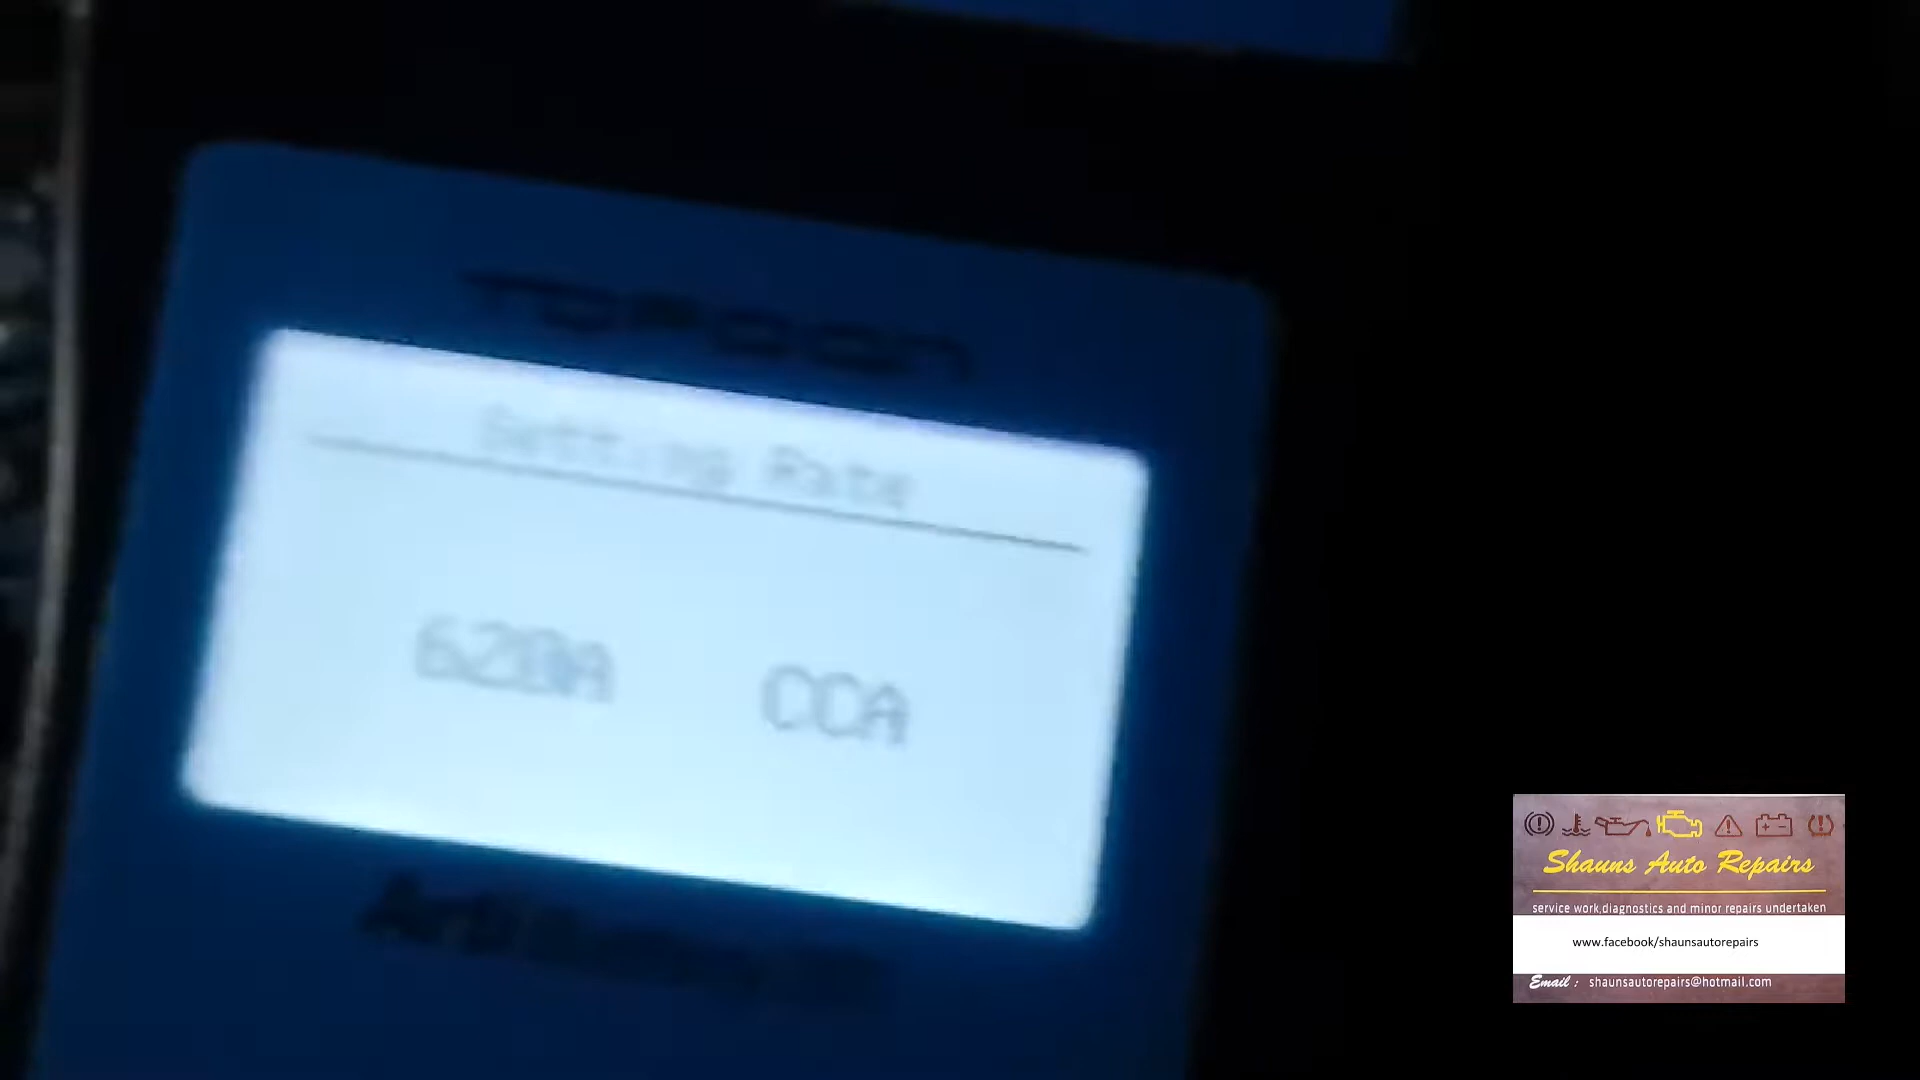 TOPDON
Setting Rate
CCA
Shauns Auto Repairs
service work,diagnostics and minor repairs undertaken
www.facebook/shaunsautorepairs
Email : shaunsautorepairs@hotmail.com